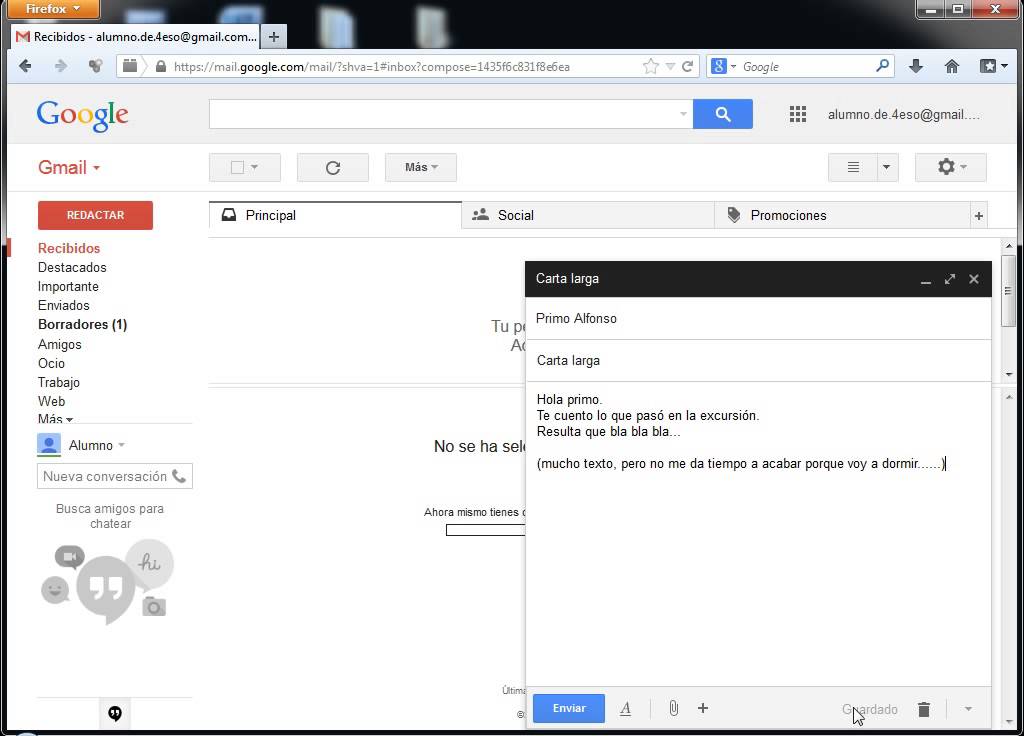 Firefox
Recibidos - alumno.de.4eso@gmail.com...
https://mail.google.com/mail/?shva=1#inbox?compose=1435f6c831f8e6ea
Google
Google
alumno.de.4eso@gmail....
Gmail
Más
REDACTAR
Principal
Social
Promociones
Recibidos
Destacados
Importante
Enviados
Borradores (1)
Amigos
Ocio
Trabajo
Web
Más
Alumno
Nueva conversación
Busca amigos para
chatear
hi
Tu
No se ha
Ahora mismo tienes
Carta larga
Primo Alfonso
Carta larga
Hola primo.
Te cuento lo que pasó en la excursión.
Resulta que bla bla bla...
(mucho texto, pero no me da tiempo a acabar porque voy a dormir......)
Enviar
Guardado